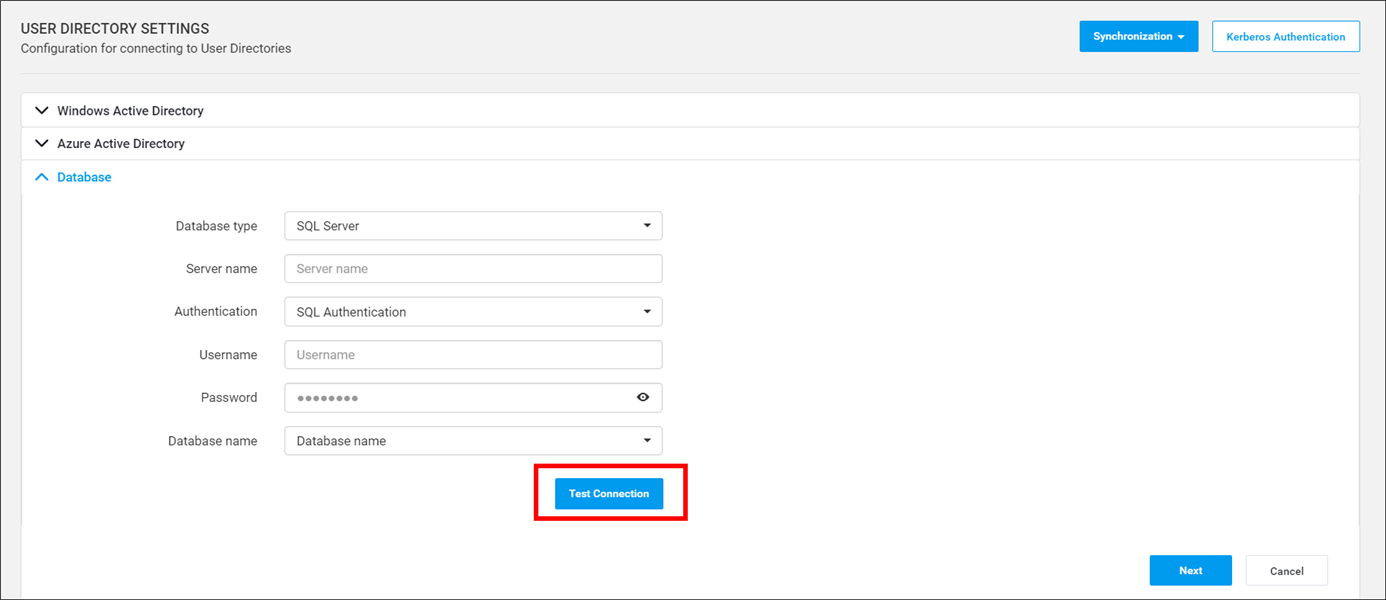 USER DIRECTORY SETTINGS
Configuration for connecting to User Directories
Synchronization
Kerberos Authentication
Windows Active Directory
Azure Active Directory
Database
Database type
SQL Server
Server name
Server name
Authentication
SQL Authentication
Username
Username
Password
••••••••
Database name
Database name
Test Connection
Next
Cancel